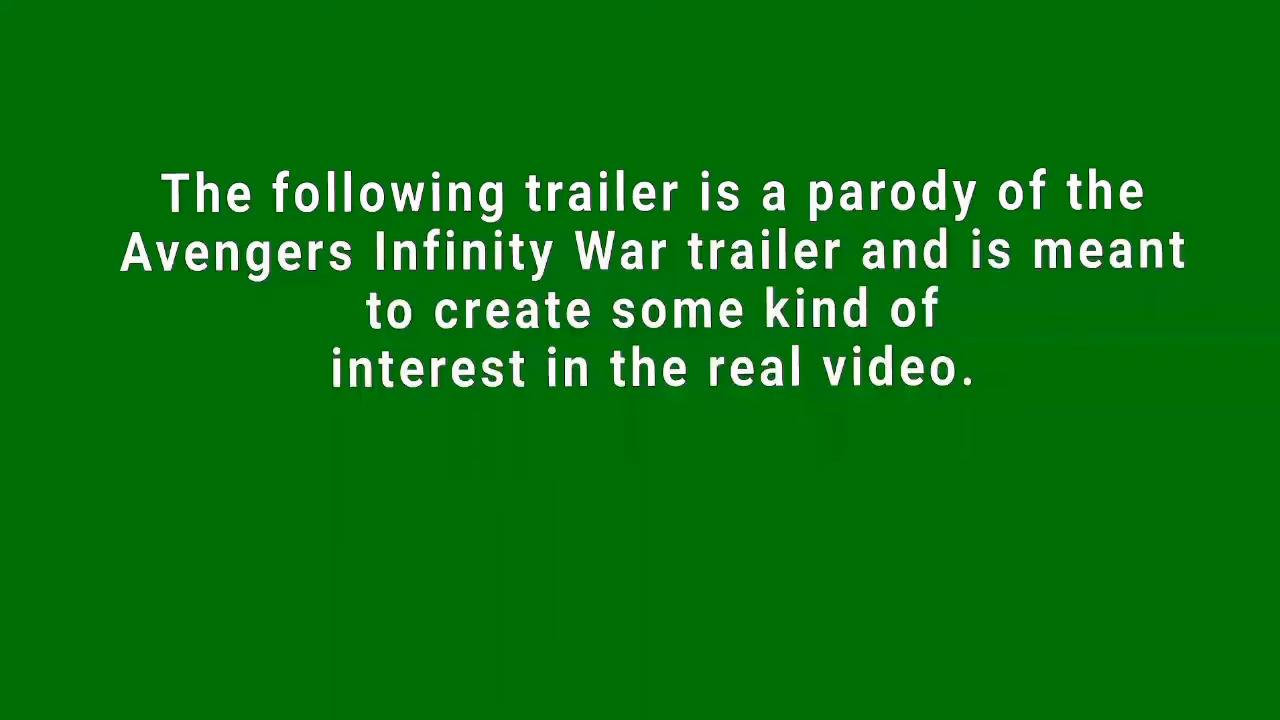 The following trailer is a parody of the
Avengers Infinity War trailer and is meant
to create some kind of
interest in the real video.